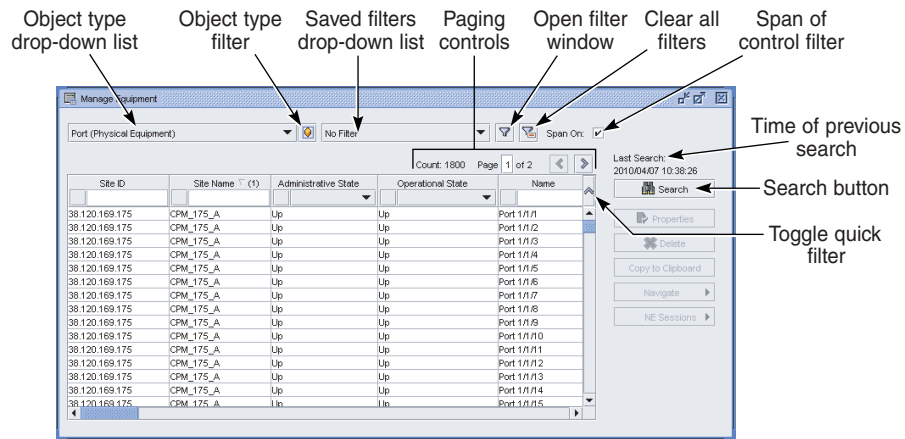 Object type
drop-down list
Object type
filter
Saved filters
drop-down list
Paging
controls
Open filter
window
Clear all
filters
Span of
control filter
Manage Equipment
Port (Physical Equipment)
No Filter
Span On:
Time of previous
search
Count: 1800 Page 1 of 2
Last Search:
2010/04/07 10:38:26
Search
Search button
Site ID Site Name (1) Administrative State Operational State Name
38.120.169.175 CPM_175_A Up Up Port 1/1/1
38.120.169.175 CPM_175_A Up Up Port 1/1/2
38.120.169.175 CPM_175_A Up Up Port 1/1/3
38.120.169.175 CPM_175_A Up Up Port 1/1/4
38.120.169.175 CPM_175_A Up Up Port 1/1/5
38.120.169.175 CPM_175_A Up Up Port 1/1/6
38.120.169.175 CPM_175_A Up Up Port 1/1/7
38.120.169.175 CPM_175_A Up Up Port 1/1/8
38.120.169.175 CPM_175_A Up Up Port 1/1/9
38.120.169.175 CPM_175_A Up Up Port 1/1/10
38.120.169.175 CPM_175_A Up Up Port 1/1/11
38.120.169.175 CPM_175_A Up Up Port 1/1/12
38.120.169.175 CPM_175_A Up Up Port 1/1/13
38.120.169.175 CPM_175_A Up Up Port 1/1/14
38.120.169.175 CPM_175_A Up Up Port 1/1/15
Properties
Delete
Copy to Clipboard
Navigate
NE Sessions
Toggle quick
filter